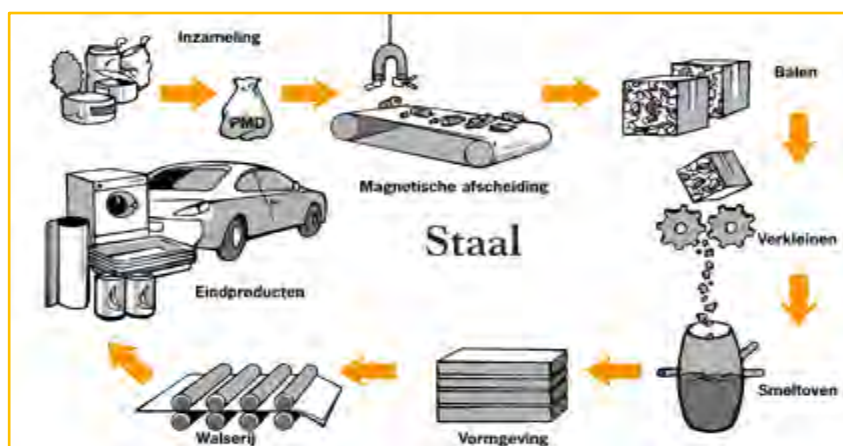 Inzameling
PMD
Magnetische afscheiding
Balen
Verkleinen
Staal
Smeltoven
Vormgeving
Walserij
Eindproducten